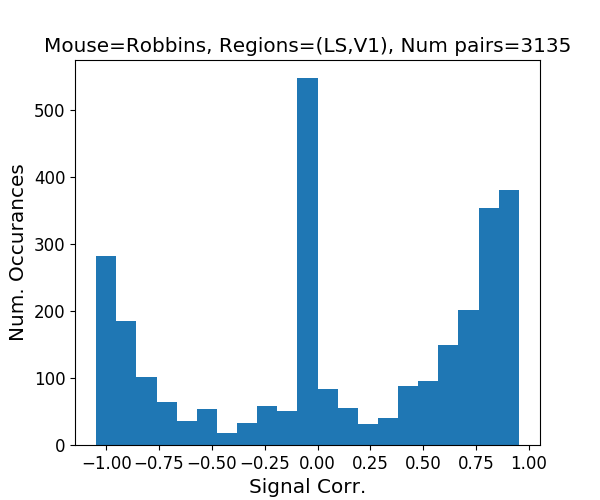 Mouse=Robbins, Regions=(LS,V1), Num pairs=3135
Num. Occurances
500
400
300
200
100
0
−1.00 −0.75 −0.50 −0.25 0.00 0.25 0.50 0.75 1.00
Signal Corr.